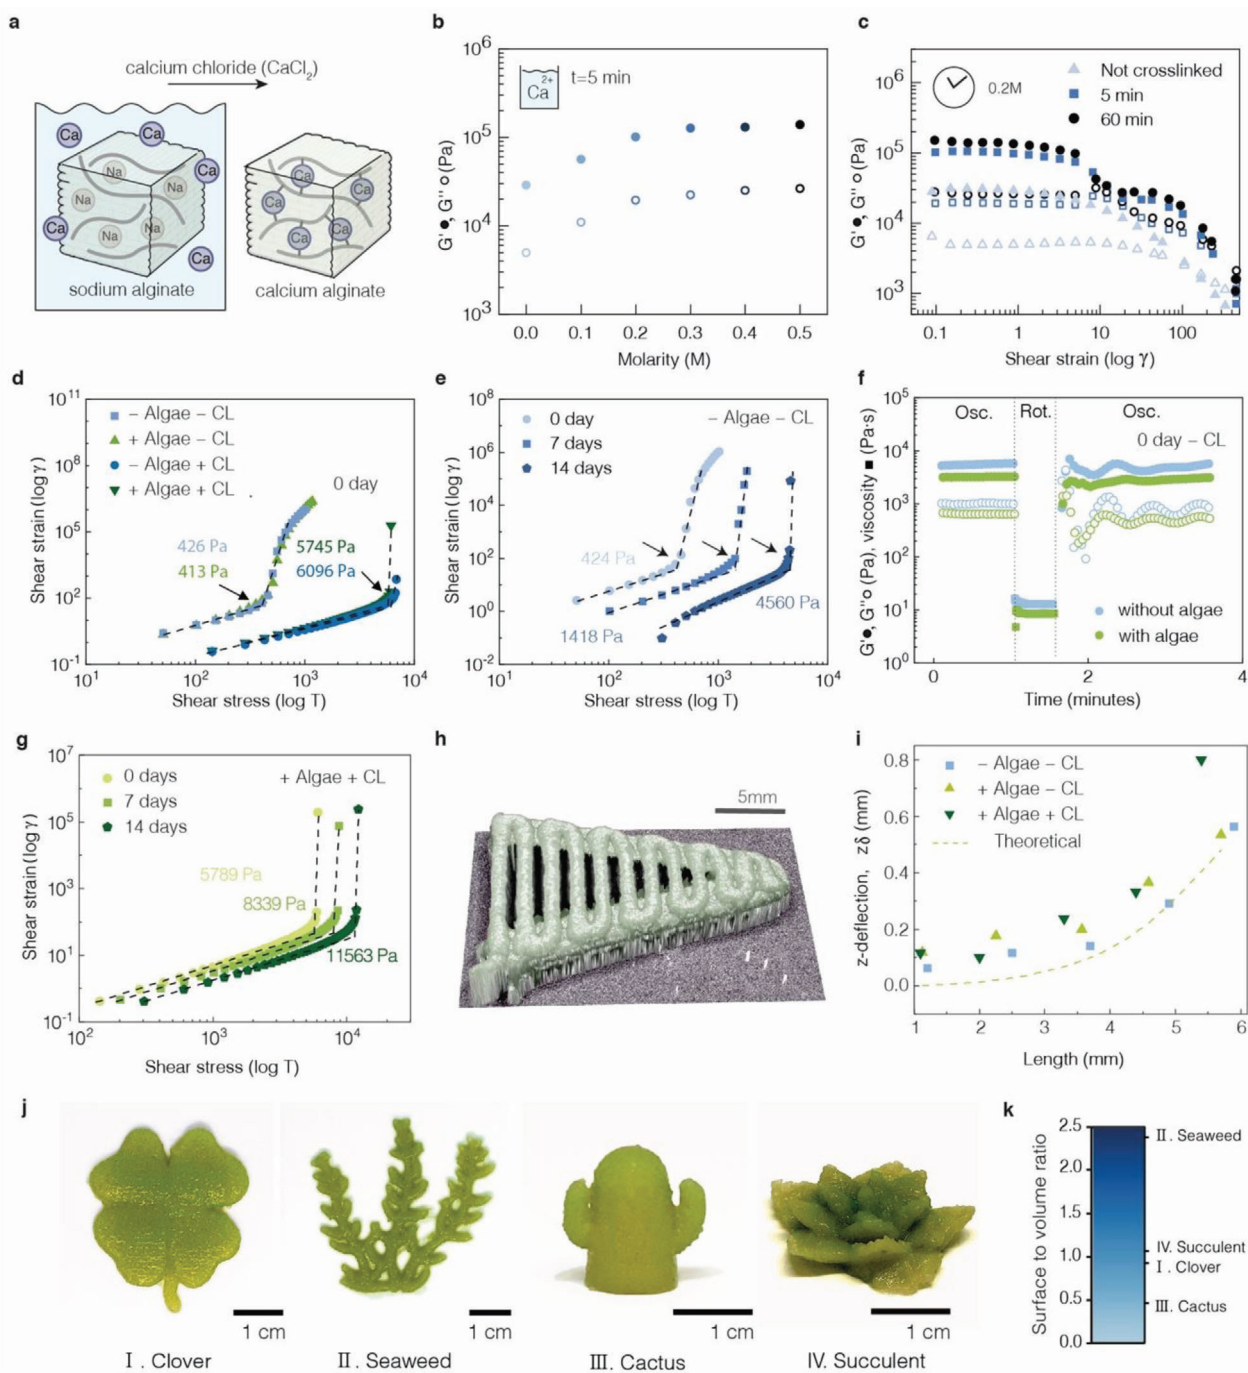 a
calcium chloride (CaCl2)
Ca
Ca
Na
Ca
Na
Ca
Na
Na
Ca
sodium alginate
Ca
Ca
Ca
Ca
Ca
calcium alginate
b
10^6
10^5
10^4
10^3
G' ●, G" ○ (Pa)
Ca 2+
t=5 min
0.0 0.1 0.2 0.3 0.4 0.5
Molarity (M)
c
10^6
10^5
10^4
10^3
G' ●, G" ○ (Pa)
0.2M
Not crosslinked
5 min
60 min
0.1 1 10 100
Shear strain (log γ)
d
10^11
10^8
10^5
10^2
10^-1
Shear strain (log γ)
− Algae − CL
+ Algae − CL
− Algae + CL
+ Algae + CL
0 day
426 Pa
413 Pa
5745 Pa
6096 Pa
10^1 10^2 10^3 10^4
Shear stress (log T)
e
10^8
10^6
10^4
10^2
10^0
10^-2
Shear strain (log γ)
0 day
7 days
14 days
− Algae − CL
424 Pa
4560 Pa
1418 Pa
10^1 10^2 10^3 10^4
Shear stress (log T)
f
10^5
10^4
10^3
10^2
10^1
10^0
G'●, G"○ (Pa), viscosity ■ (Pa·s)
Osc. Rot. Osc.
0 day − CL
without algae
with algae
0 2 4
Time (minutes)
g
10^7
10^5
10^3
10^1
10^-1
Shear strain (log γ)
0 days
7 days
14 days
+ Algae + CL
5789 Pa
8339 Pa
11563 Pa
10^2 10^3 10^4
Shear stress (log T)
h
5mm
i
0.8
0.6
0.4
0.2
0.0
z-deflection, zδ (mm)
− Algae − CL
+ Algae − CL
+ Algae + CL
Theoretical
1 2 3 4 5 6
Length (mm)
j
1 cm
1 cm
1 cm
1 cm
I . Clover
II . Seaweed
III. Cactus
IV. Succulent
k
Surface to volume ratio
2.5
2.0
1.5
1.0
0.5
0.0
II . Seaweed
IV. Succulent
I . Clover
III. Cactus